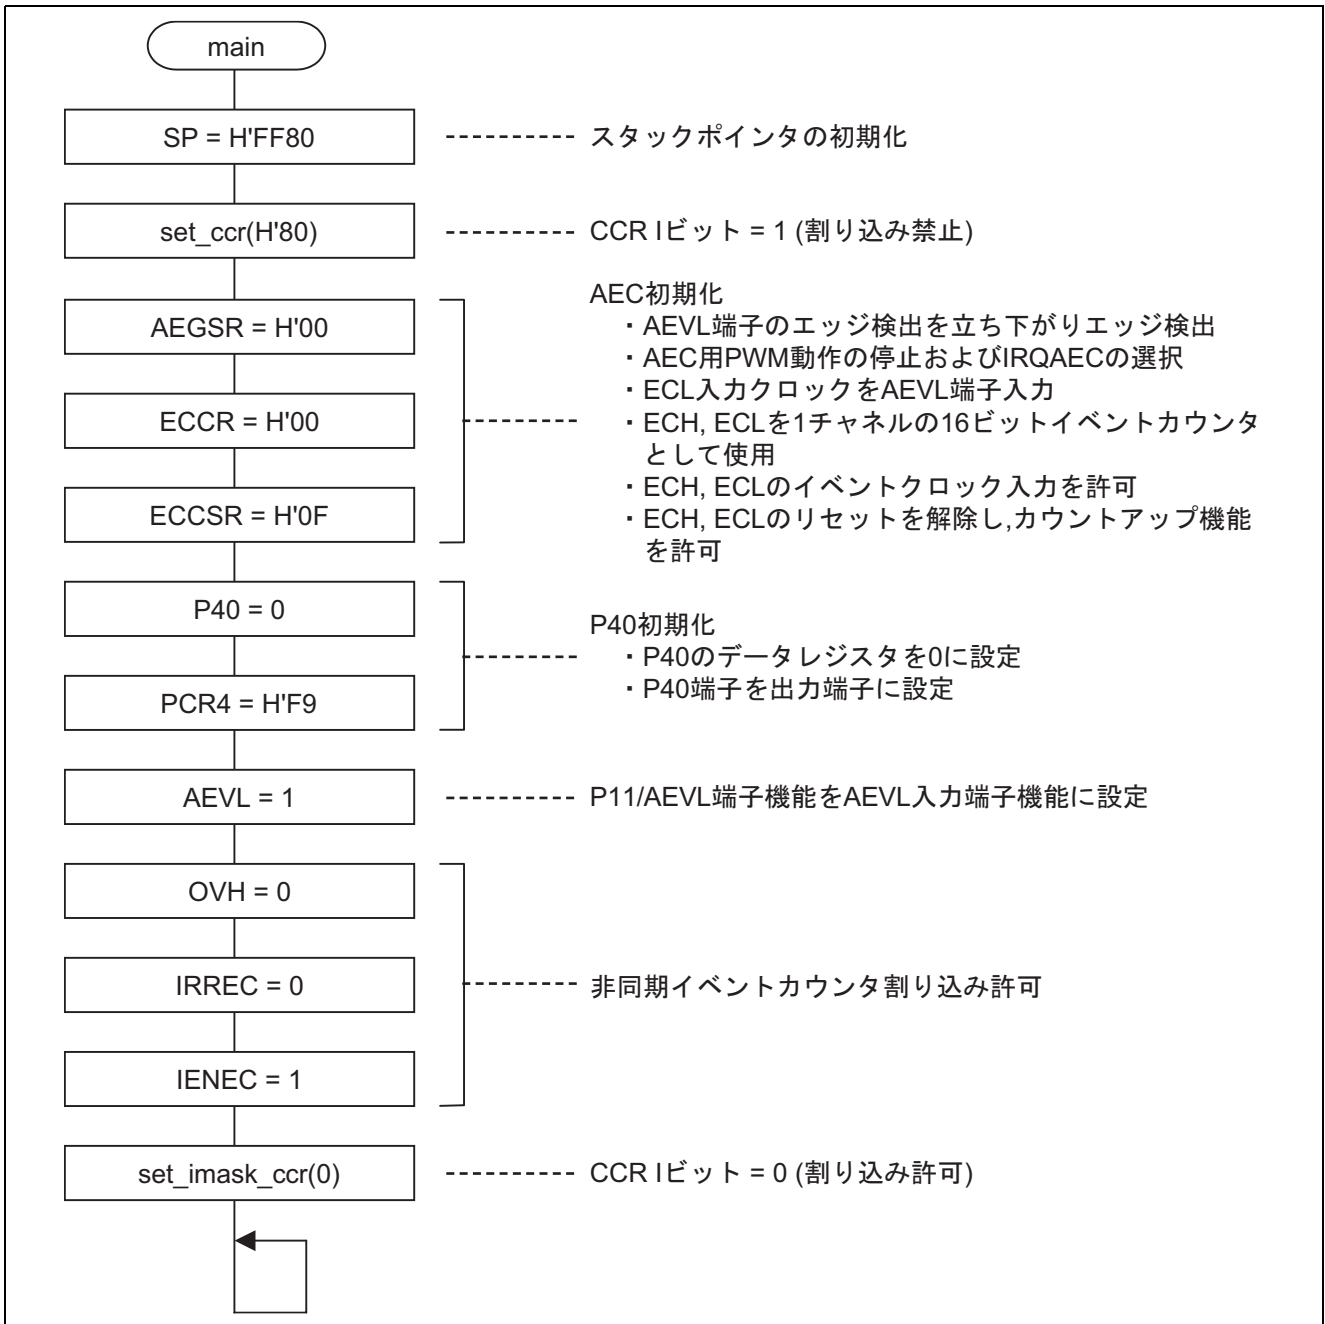 main
SP = H'FF80
スタックポインタの初期化
set_ccr(H'80)
CCR Iビット = 1 (割り込み禁止)
AEGSR = H'00
ECCR = H'00
ECCSR = H'0F
AEC初期化
・AEVL端子のエッジ検出を立ち下がりエッジ検出
・AEC用PWM動作の停止およびIRQAECの選択
・ECL入力クロックをAEVL端子入力
・ECH, ECLを1チャネルの16ビットイベントカウンタ
として使用
・ECH, ECLのイベントクロック入力を許可
・ECH, ECLのリセットを解除し,カウントアップ機能
を許可
P40 = 0
PCR4 = H'F9
P40初期化
・P40のデータレジスタを0に設定
・P40端子を出力端子に設定
AEVL = 1
P11/AEVL端子機能をAEVL入力端子機能に設定
OVH = 0
IRREC = 0
IENEC = 1
非同期イベントカウンタ割り込み許可
set_imask_ccr(0)
CCR Iビット = 0 (割り込み許可)